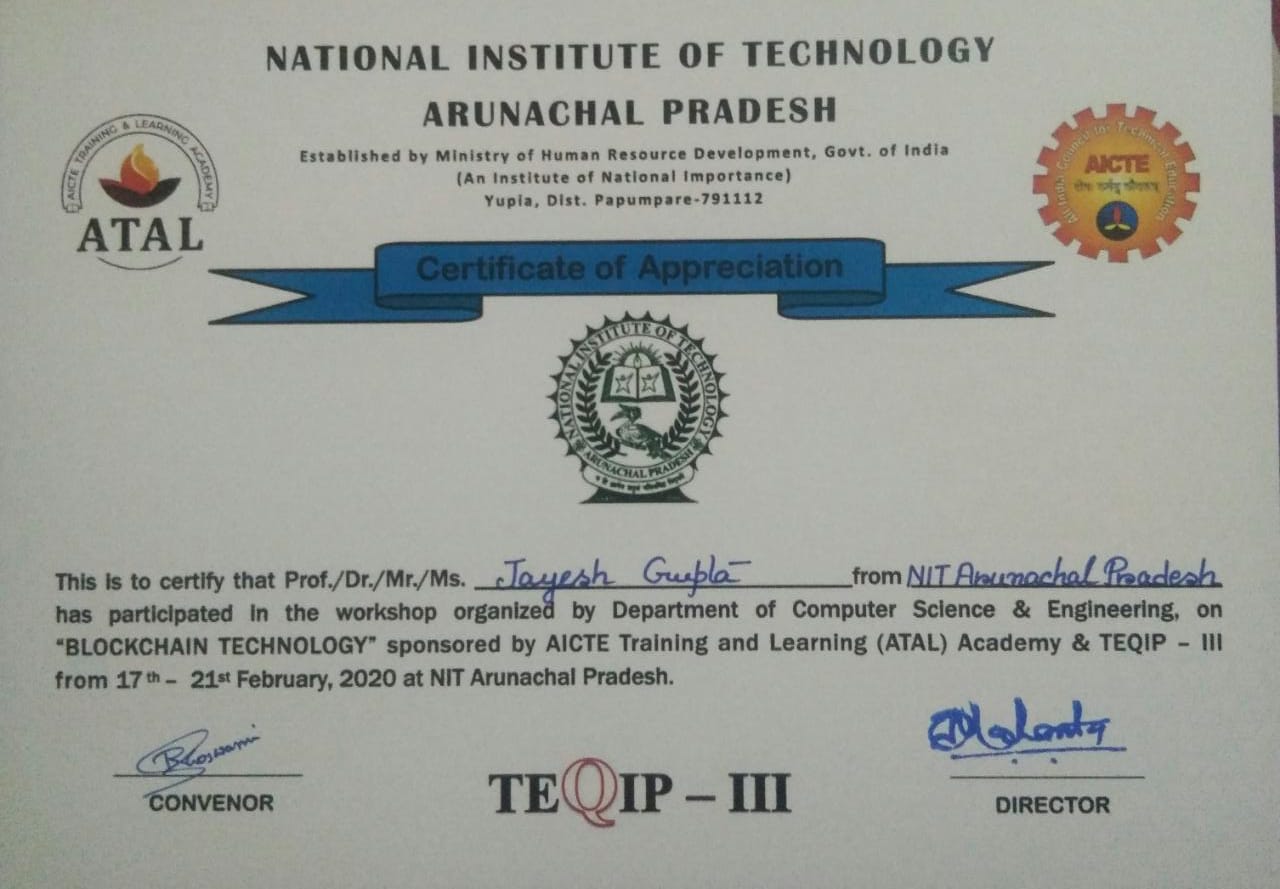 NATIONAL INSTITUTE OF TECHNOLOGY
ARUNACHAL PRADESH
Established by Ministry of Human Resource Development, Govt. of India
(An Institute of National Importance)
Yupia, Dist. Papumpare-791112
AICTE TRAINING & LEARNING ACADEMY
ATAL
All India Council for Technical Education
AICTE
Certificate of Appreciation
NATIONAL INSTITUTE OF TECHNOLOGY
ARUNACHAL PRADESH
This is to certify that Prof./Dr./Mr./Ms. Jayesh Gupta from NIT Arunachal Pradesh
has participated in the workshop organized by Department of Computer Science & Engineering, on
“BLOCKCHAIN TECHNOLOGY” sponsored by AICTE Training and Learning (ATAL) Academy & TEQIP – III
from 17th – 21st February, 2020 at NIT Arunachal Pradesh.
CONVENOR
TEQIP – III
DIRECTOR